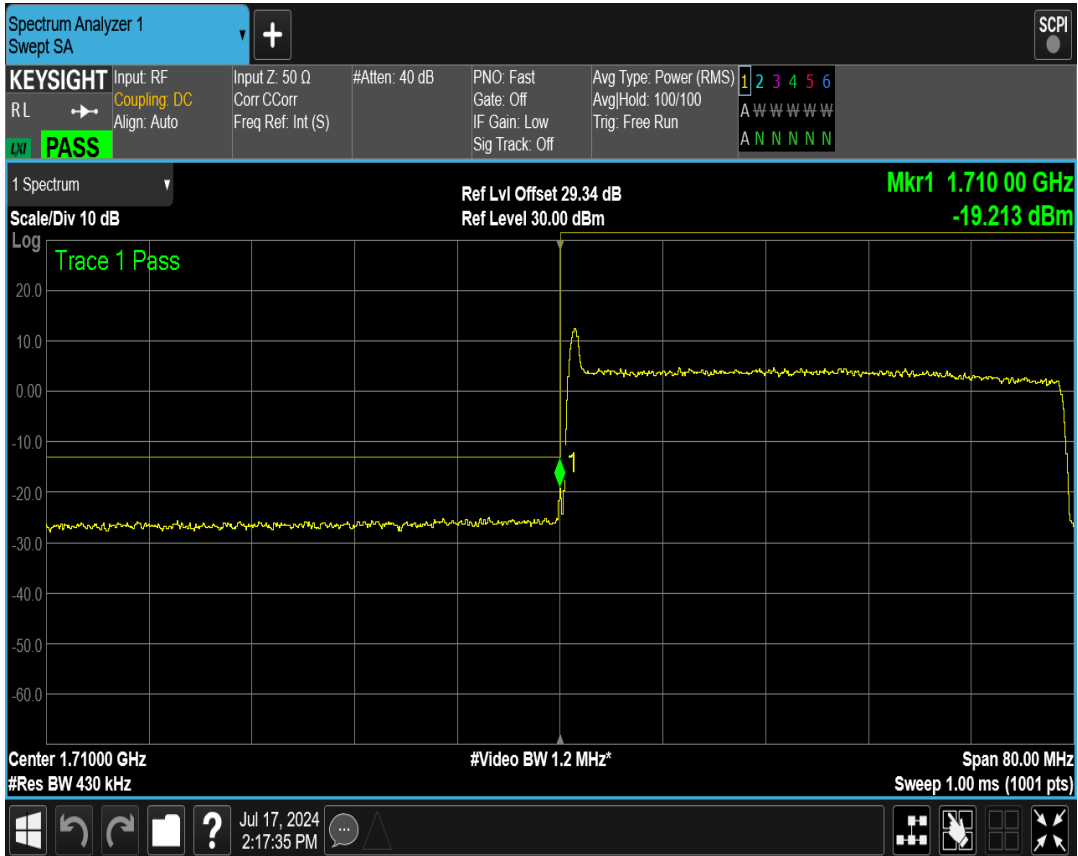 Spectrum Analyzer 1
Swept SA
+
SCPI
KEYSIGHT
RL
LXI PASS
Input: RF
Coupling: DC
Align: Auto
Input Z: 50 Ω
Corr CCorr
Freq Ref: Int (S)
#Atten: 40 dB
PNO: Fast
Gate: Off
IF Gain: Low
Sig Track: Off
Avg Type: Power (RMS)
Avg|Hold: 100/100
Trig: Free Run
1 2 3 4 5 6
A W W W W W
A N N N N N
1 Spectrum
Scale/Div 10 dB
Ref Lvl Offset 29.34 dB
Ref Level 30.00 dBm
Mkr1 1.710 00 GHz
-19.213 dBm
Log
Trace 1 Pass
20.0
10.0
0.00
-10.0
1
-20.0
-30.0
-40.0
-50.0
-60.0
Center 1.71000 GHz
#Video BW 1.2 MHz*
Span 80.00 MHz
#Res BW 430 kHz
Sweep 1.00 ms (1001 pts)
?
Jul 17, 2024
2:17:35 PM